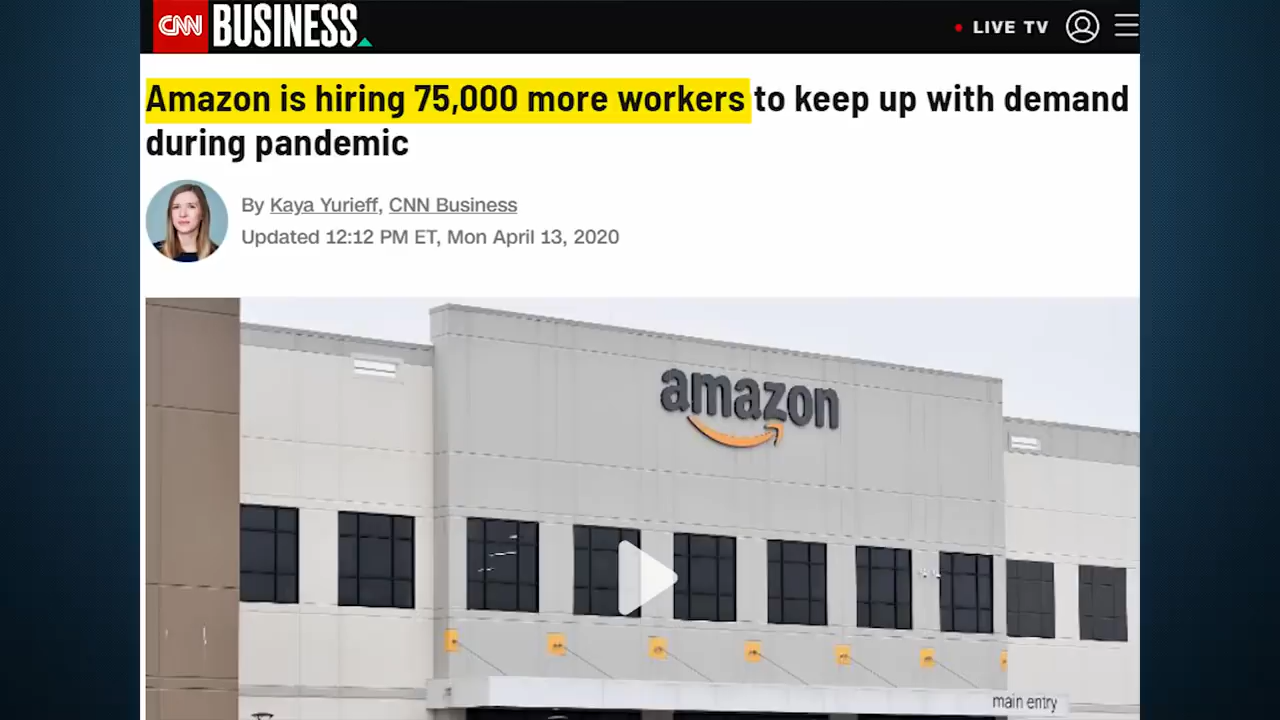 CNN BUSINESS
LIVE TV
Amazon is hiring 75,000 more workers to keep up with demand
during pandemic
By Kaya Yurieff, CNN Business
Updated 12:12 PM ET, Mon April 13, 2020
amazon
main entry